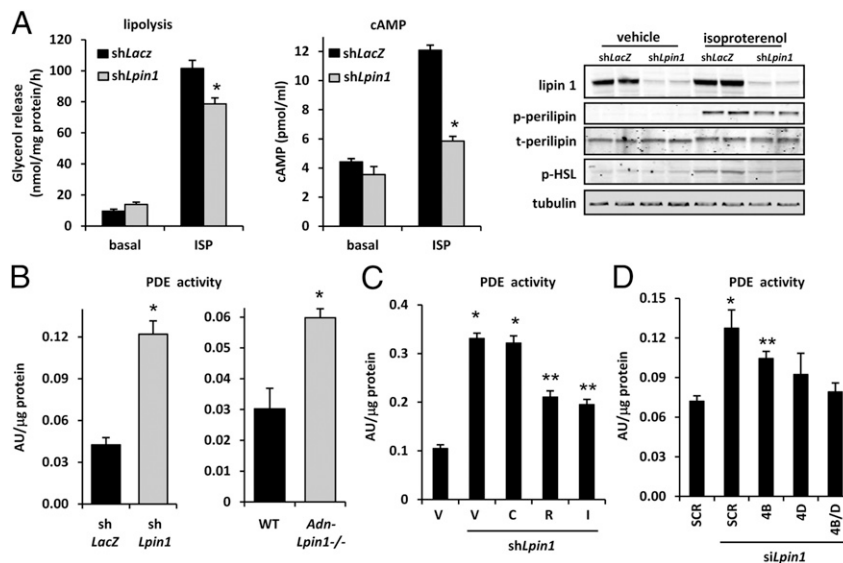 A
lipolysis
shLacz
shLpin1
Glycerol release
(nmol/mg protein/h)
120
100
80
60
40
20
0
*
basal
ISP
cAMP
shLacZ
shLpin1
cAMP (pmol/ml)
14
12
10
8
6
4
2
0
*
basal
ISP
vehicle
isoproterenol
shLacZ
shLpin1
shLacZ
shLpin1
lipin 1
p-perilipin
t-perilipin
p-HSL
tubulin
B
PDE activity
AU/µg protein
0.12
0.09
0.06
0.03
0.00
*
sh
LacZ
sh
Lpin1
0.06
0.05
0.04
0.03
0.02
0.01
0
*
WT
Adn-
Lpin1-/-
C
PDE activity
AU/µg protein
0.4
0.3
0.2
0.1
0
*
*
**
**
V
V
C
R
I
shLpin1
D
PDE activity
AU/µg protein
0.15
0.12
0.09
0.06
0.03
0.00
*
**
SCR
SCR
4B
4D
4B/D
siLpin1